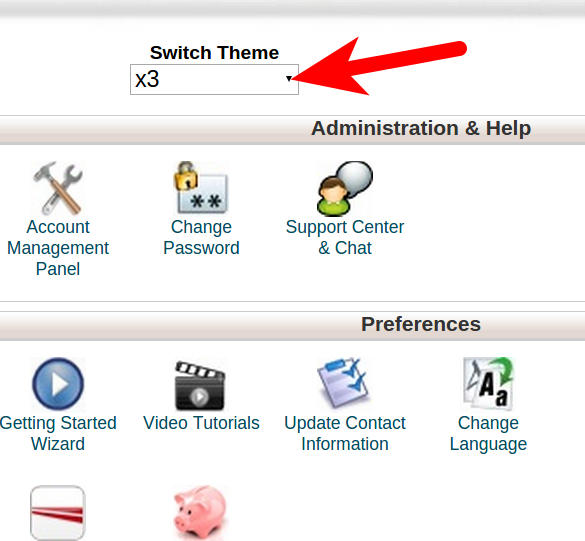 Switch Theme
x3
Administration & Help
Account
Management
Panel
Change
Password
Support Center
& Chat
Preferences
Getting Started
Wizard
Video Tutorials
Update Contact
Information
Change
Language